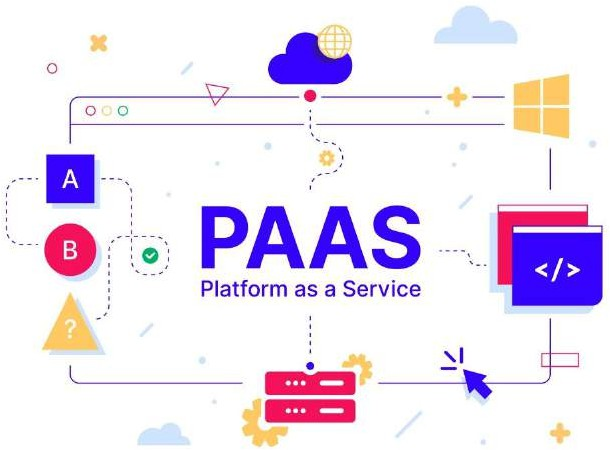 A
B
?
PAAS
Platform as a Service
</>